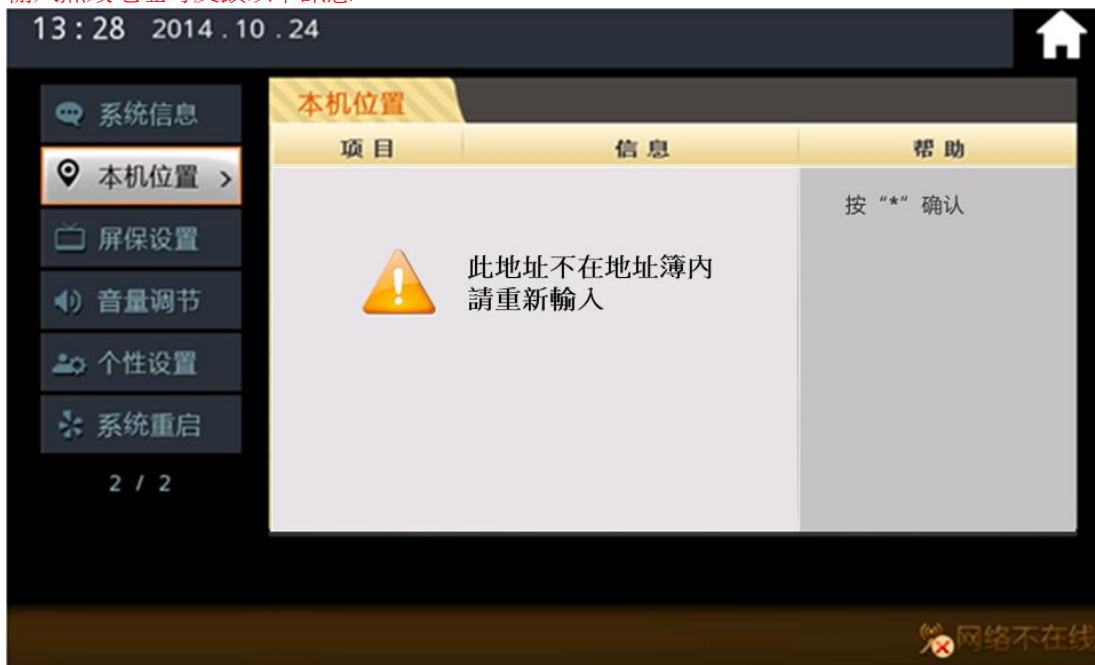 13:28 2014.10.24
系统信息
本机位置 >
屏保设置
音量调节
个性设置
系统重启
2 / 2
本机位置
项目 信息 帮助
此地址不在地址簿内
請重新輸入
按 "*" 确认
网络不在线